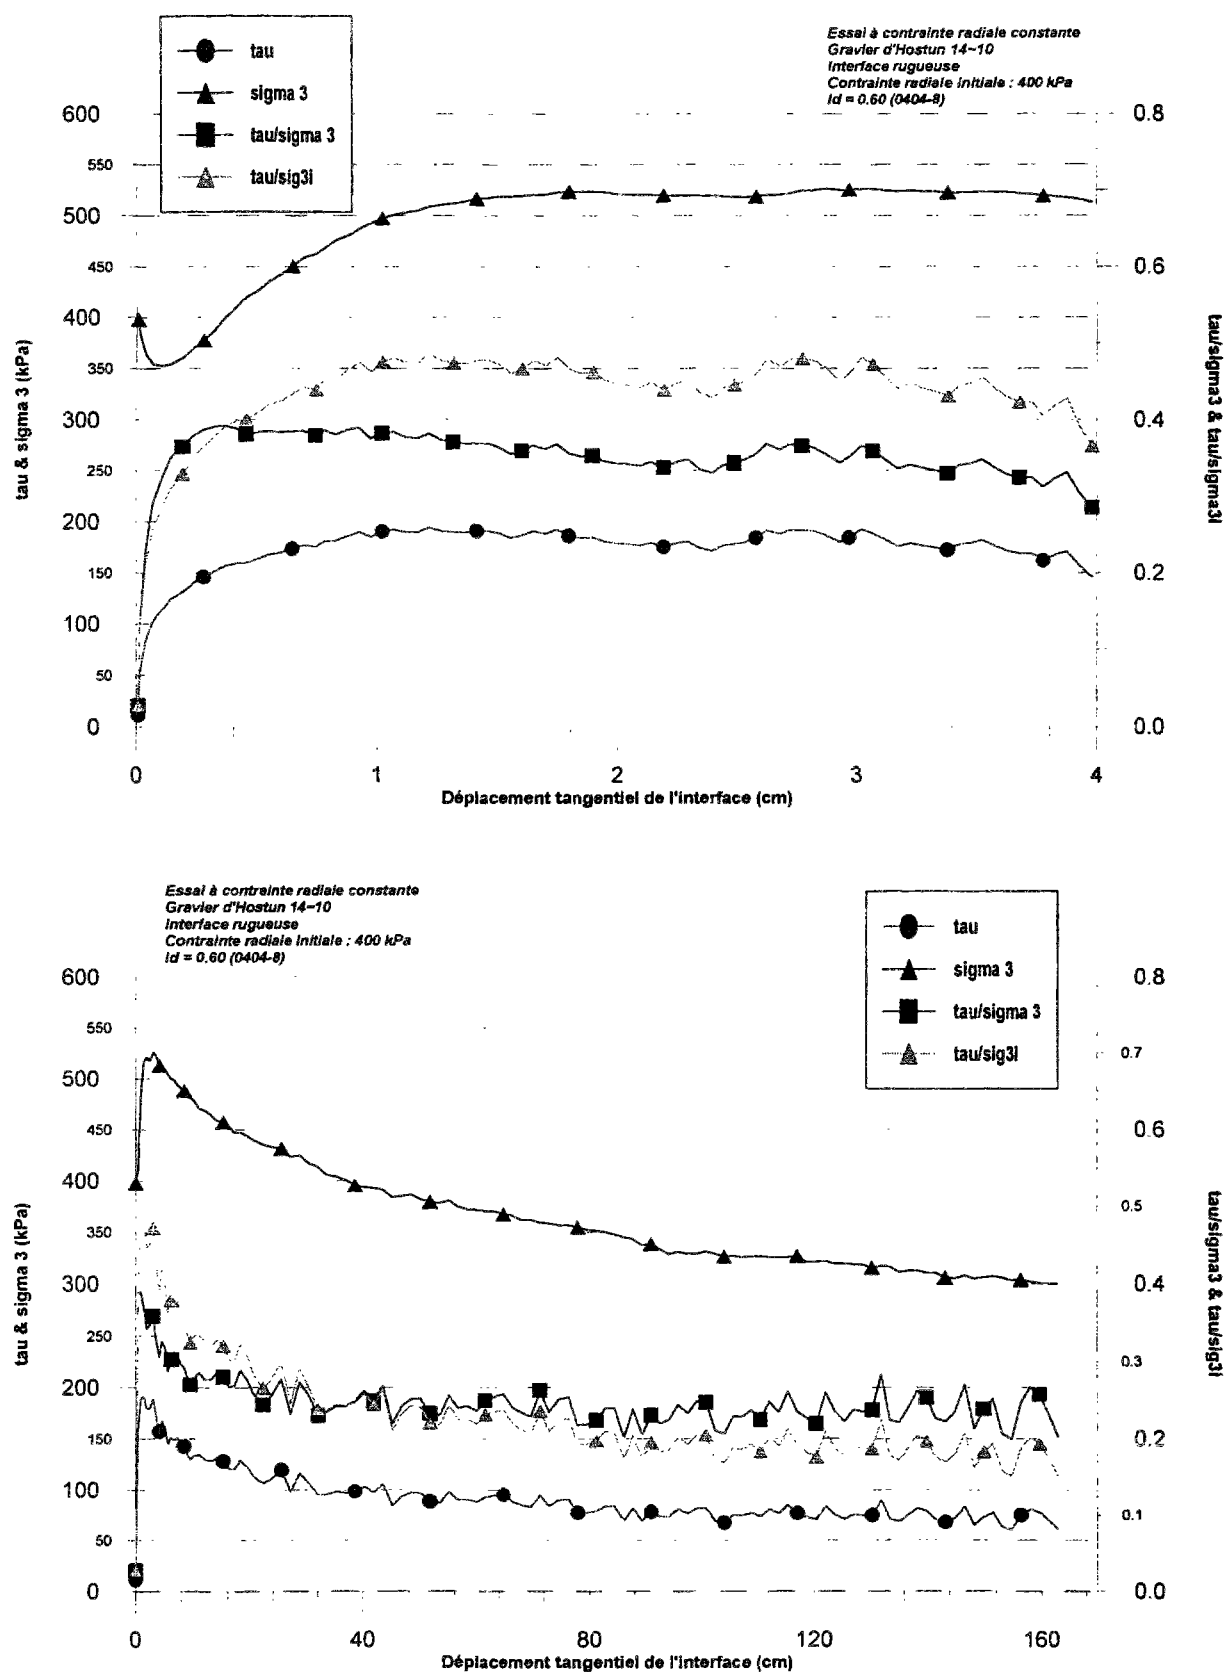 tau
sigma 3
tau/sigma 3
tau/sig3i
Essai à contrainte radiale constante
Gravier d'Hostun 14~10
Interface rugueuse
Contrainte radiale initiale : 400 kPa
Id = 0.60 (0404-8)
600
550
500
450
400
350
300
250
200
150
100
50
0
tau & sigma 3 (kPa)
0.8
0.6
0.4
0.2
0.0
tau/sigma3 & tau/sigma3i
0
1
2
3
4
Déplacement tangentiel de l'interface (cm)
Essai à contrainte radiale constante
Gravier d'Hostun 14~10
Interface rugueuse
Contrainte radiale initiale : 400 kPa
Id = 0.60 (0404-8)
tau
sigma 3
tau/sigma 3
tau/sig3i
600
550
500
450
400
350
300
250
200
150
100
50
0
tau & sigma 3 (kPa)
0.8
0.7
0.6
0.5
0.4
0.3
0.2
0.1
0.0
tau/sigma3 & tau/sig3i
0
40
80
120
160
Déplacement tangentiel de l'interface (cm)